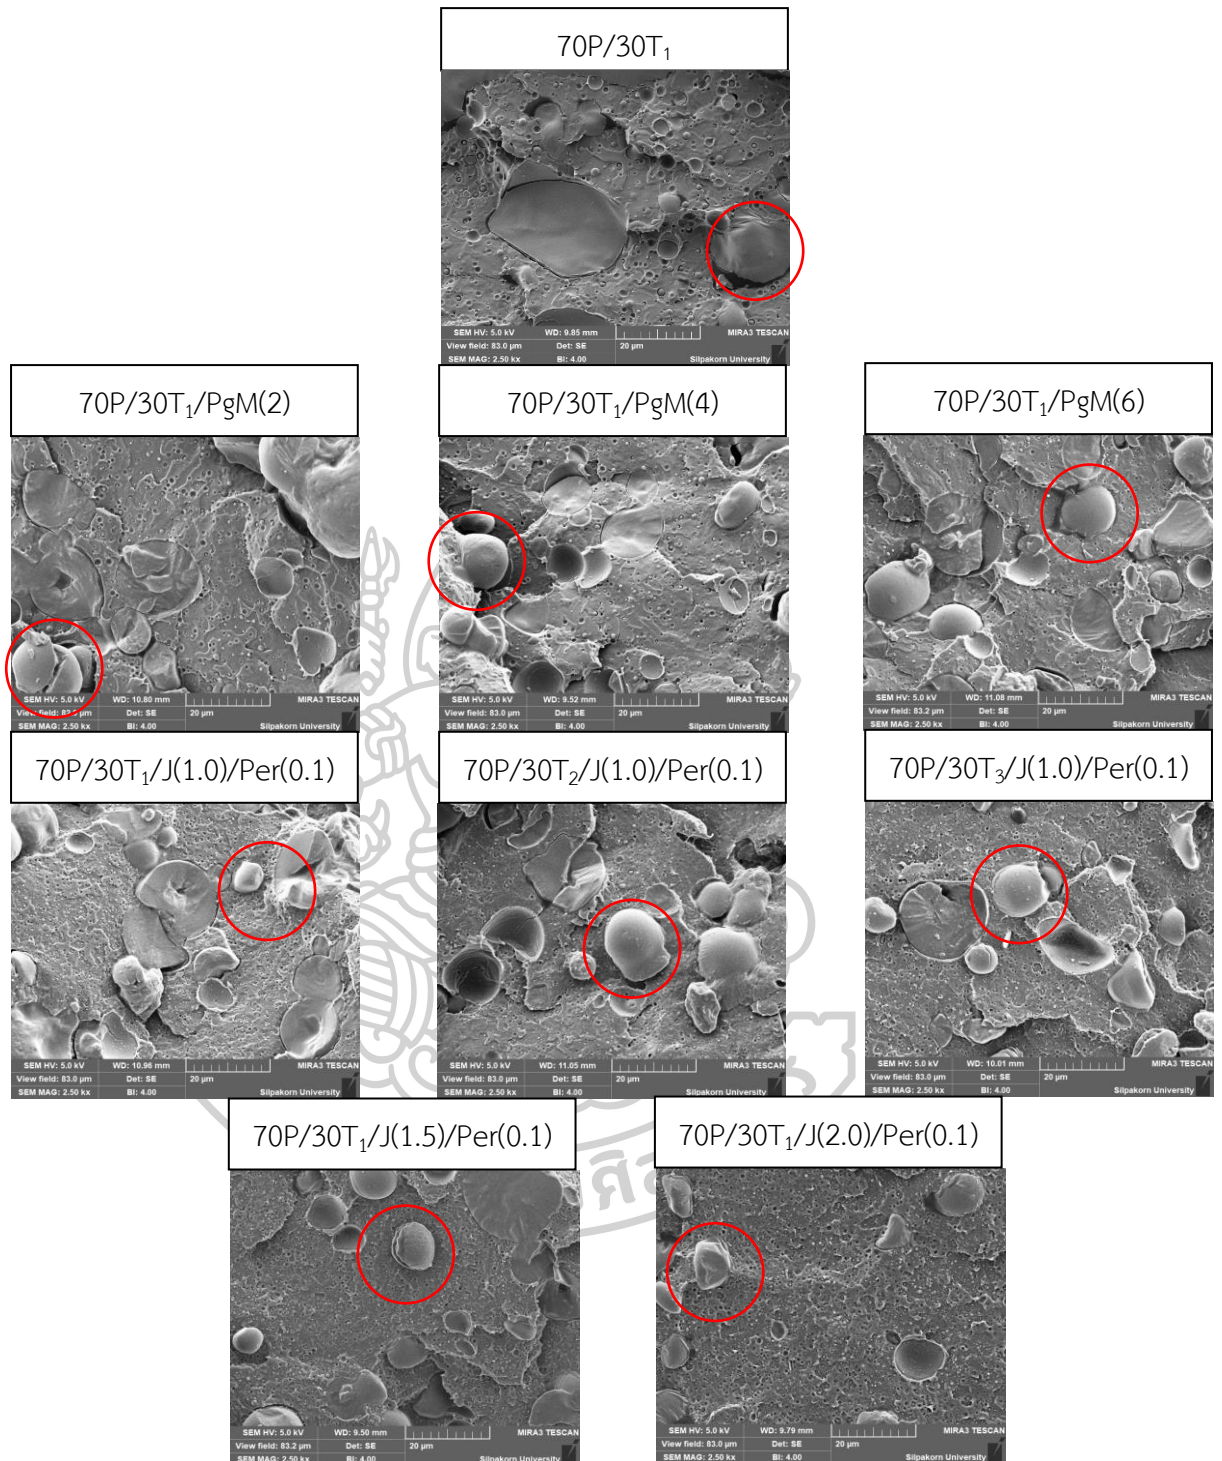 70P/30T₁
SEM HV: 5.0 kV WD: 9.85 mm MIRA3 TESCAN
View field: 83.0 µm Det: SE 20 µm
SEM MAG: 2.50 kx BI: 4.00 Silpakorn University
70P/30T₁/PgM(2) 70P/30T₁/PgM(4) 70P/30T₁/PgM(6)
SEM HV: 5.0 kV WD: 10.80 mm MIRA3 TESCAN SEM HV: 5.0 kV WD: 9.52 mm MIRA3 TESCAN SEM HV: 5.0 kV WD: 11.08 mm MIRA3 TESCAN
View field: µm Det: SE 20 µm View field: 83.0 µm Det: SE 20 µm View field: 83.2 µm Det: SE 20 µm
SEM MAG: 2.50 kx BI: 4.00 Silpakorn University SEM MAG: 2.50 kx BI: 4.00 Silpakorn University SEM MAG: 2.50 kx BI: 4.00 Silpakorn University
70P/30T₁/J(1.0)/Per(0.1) 70P/30T₂/J(1.0)/Per(0.1) 70P/30T₃/J(1.0)/Per(0.1)
SEM HV: 5.0 kV WD: 10.96 mm MIRA3 TESCAN SEM HV: 5.0 kV WD: 11.05 mm MIRA3 TESCAN SEM HV: 5.0 kV WD: 10.01 mm MIRA3 TESCAN
View field: 83.0 µm Det: SE 20 µm View field: 83.0 µm Det: SE 20 µm View field: 83.0 µm Det: SE 20 µm
SEM MAG: 2.50 kx BI: 4.00 Silpakorn University SEM MAG: 2.50 kx BI: 4.00 Silpakorn University SEM MAG: 2.50 kx BI: 4.00 Silpakorn University
70P/30T₁/J(1.5)/Per(0.1) 70P/30T₁/J(2.0)/Per(0.1)
SEM HV: 5.0 kV WD: 9.50 mm MIRA3 TESCAN SEM HV: 5.0 kV WD: 9.79 mm MIRA3 TESCAN
View field: 83.2 µm Det: SE 20 µm View field: 83.0 µm Det: SE 20 µm
SEM MAG: 2.50 kx BI: 4.00 Silpakorn University SEM MAG: 2.50 kx BI: 4.00 Silpakorn University